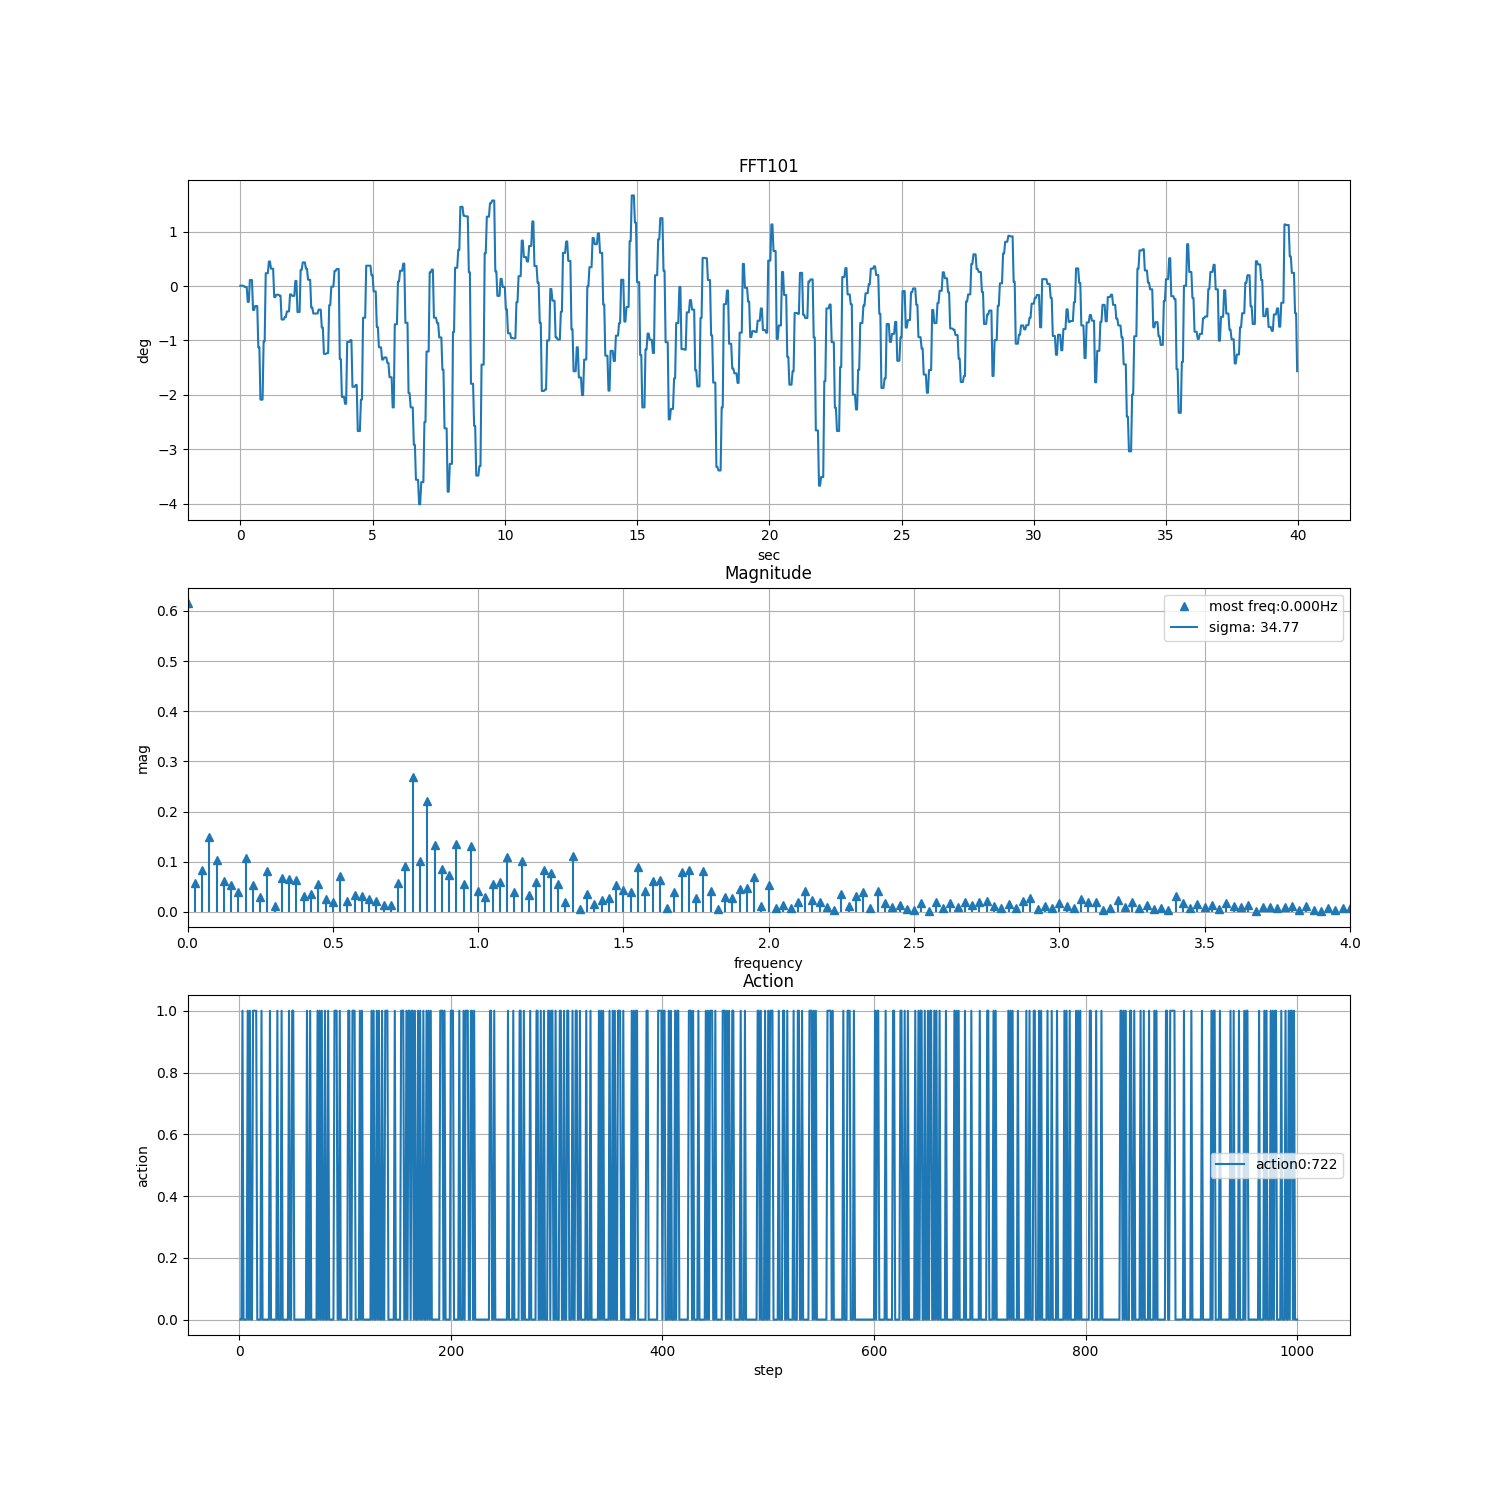 FFT101
1
0
−1
−2
−3
−4
deg
0 5 10 15 20 25 30 35 40
sec
Magnitude
0.6
0.5
0.4
0.3
0.2
0.1
0.0
mag
most freq:0.000Hz
sigma: 34.77
0.0 0.5 1.0 1.5 2.0 2.5 3.0 3.5 4.0
frequency
Action
1.0
0.8
0.6
0.4
0.2
0.0
action
action0:722
0 200 400 600 800 1000
step